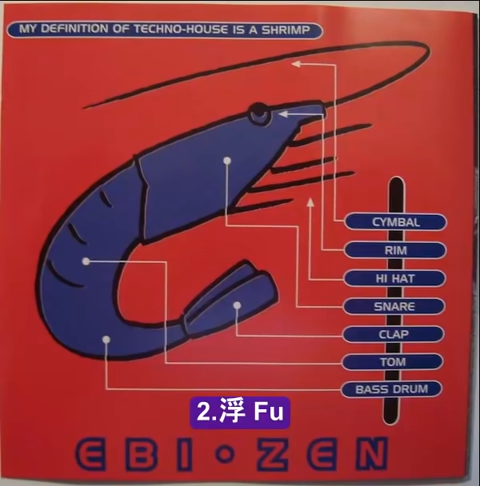 MY DEFINITION OF TECHNO-HOUSE IS A SHRIMP
CYMBAL
RIM
HI HAT
SNARE
CLAP
TOM
BASS DRUM
2.浮 Fu
EBI•ZEN